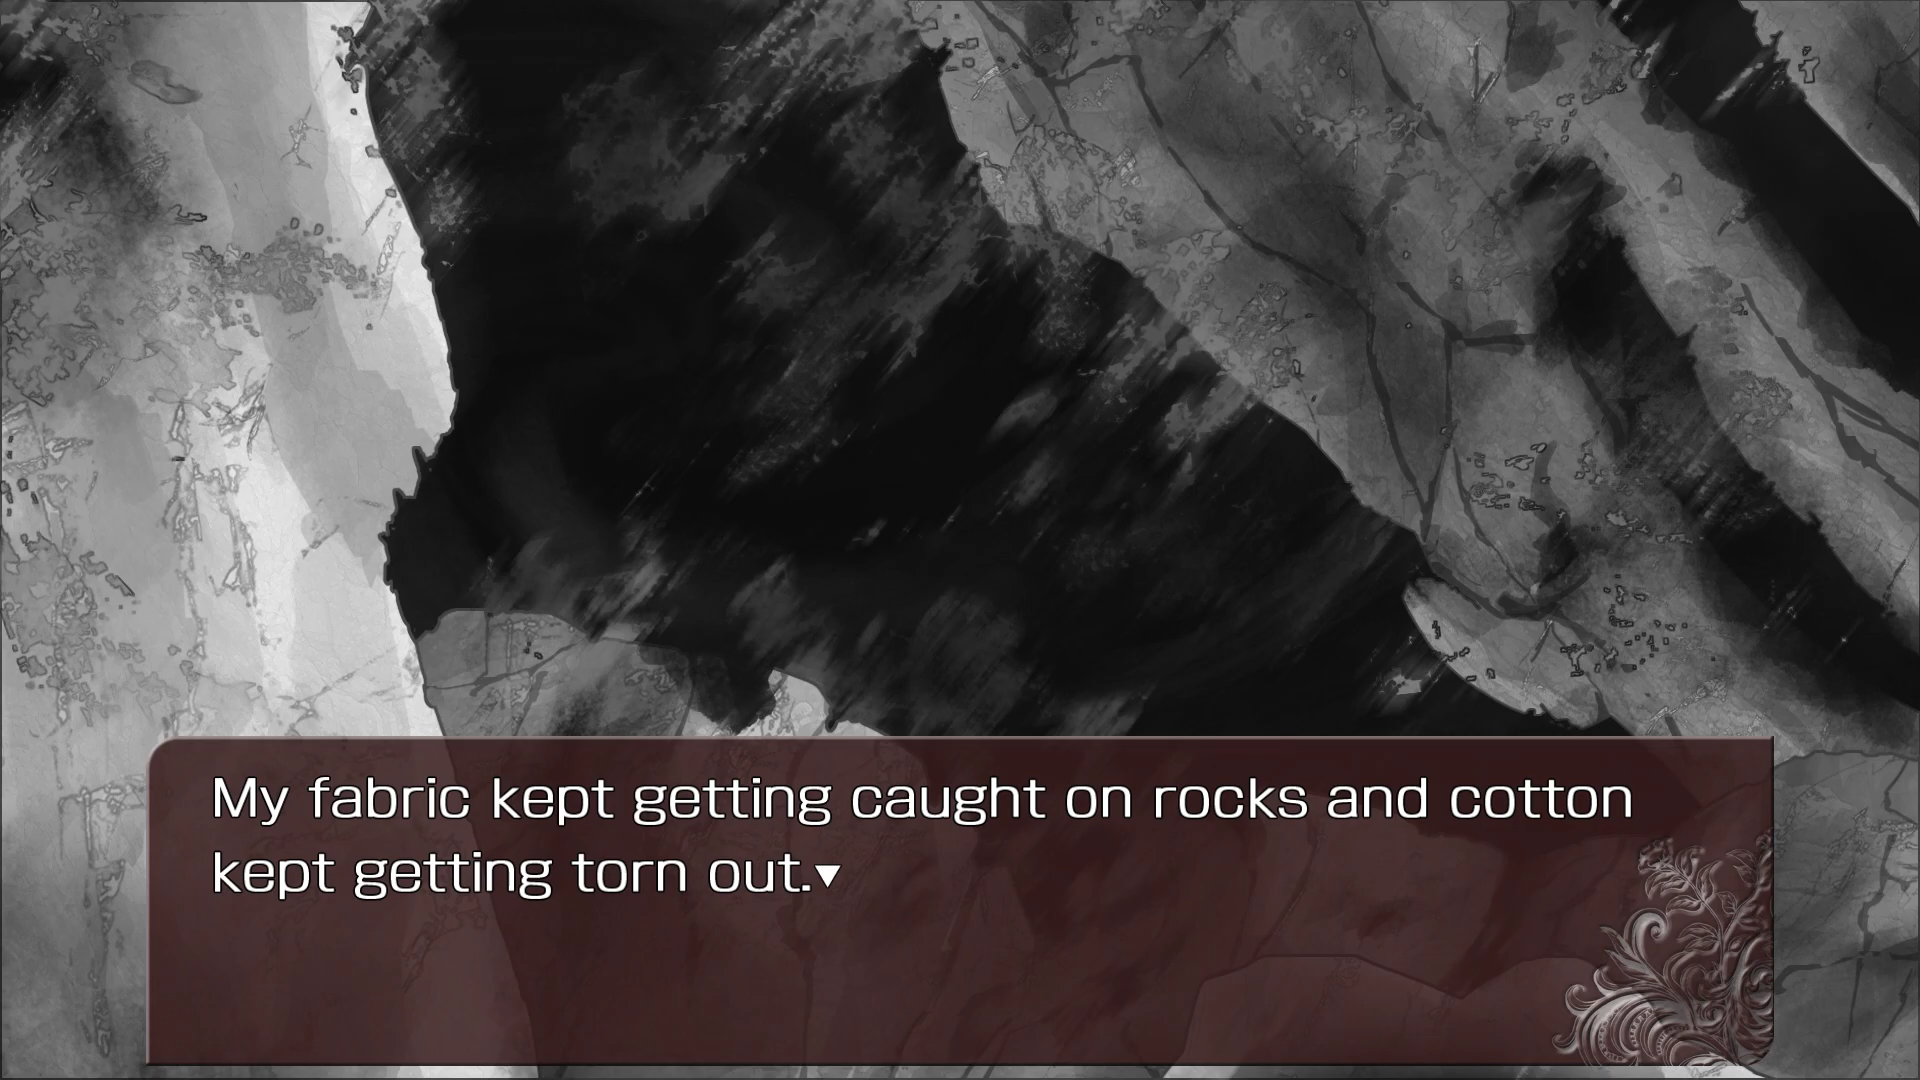 My fabric kept getting caught on rocks and cotton
kept getting torn out.▼